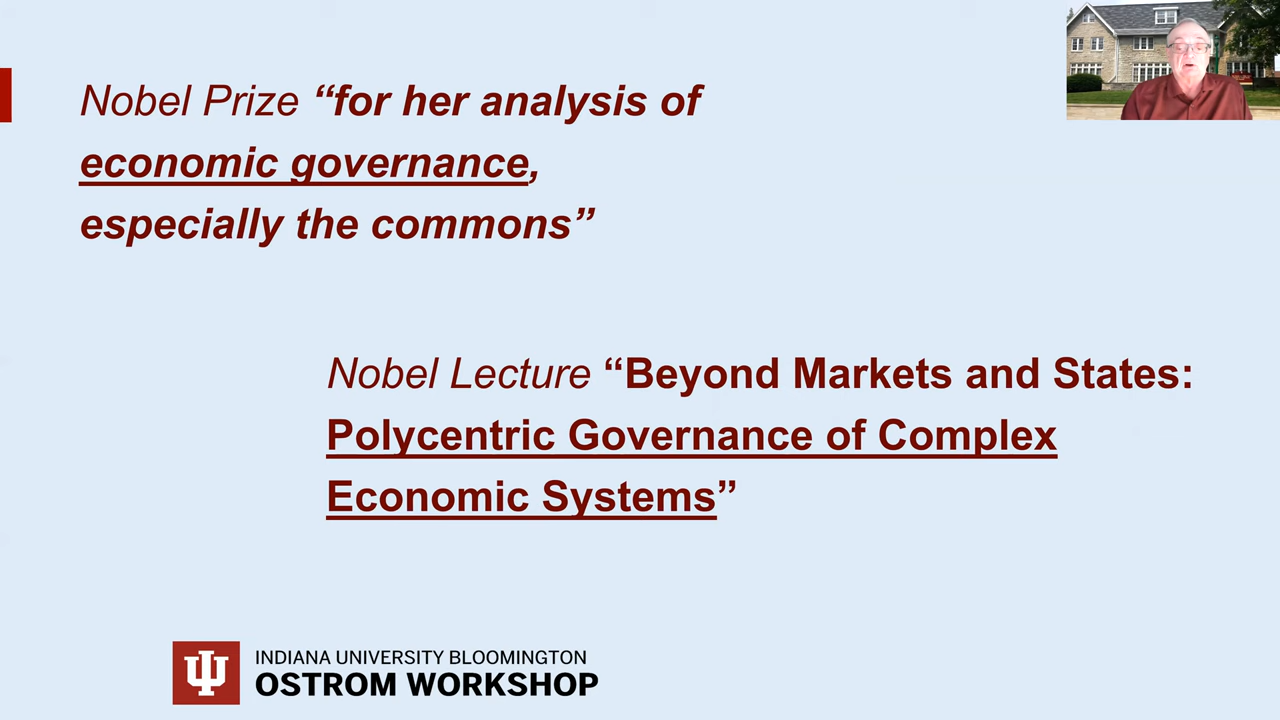 Nobel Prize “for her analysis of
economic governance,
especially the commons”
Nobel Lecture “Beyond Markets and States:
Polycentric Governance of Complex
Economic Systems”
INDIANA UNIVERSITY BLOOMINGTON
OSTROM WORKSHOP